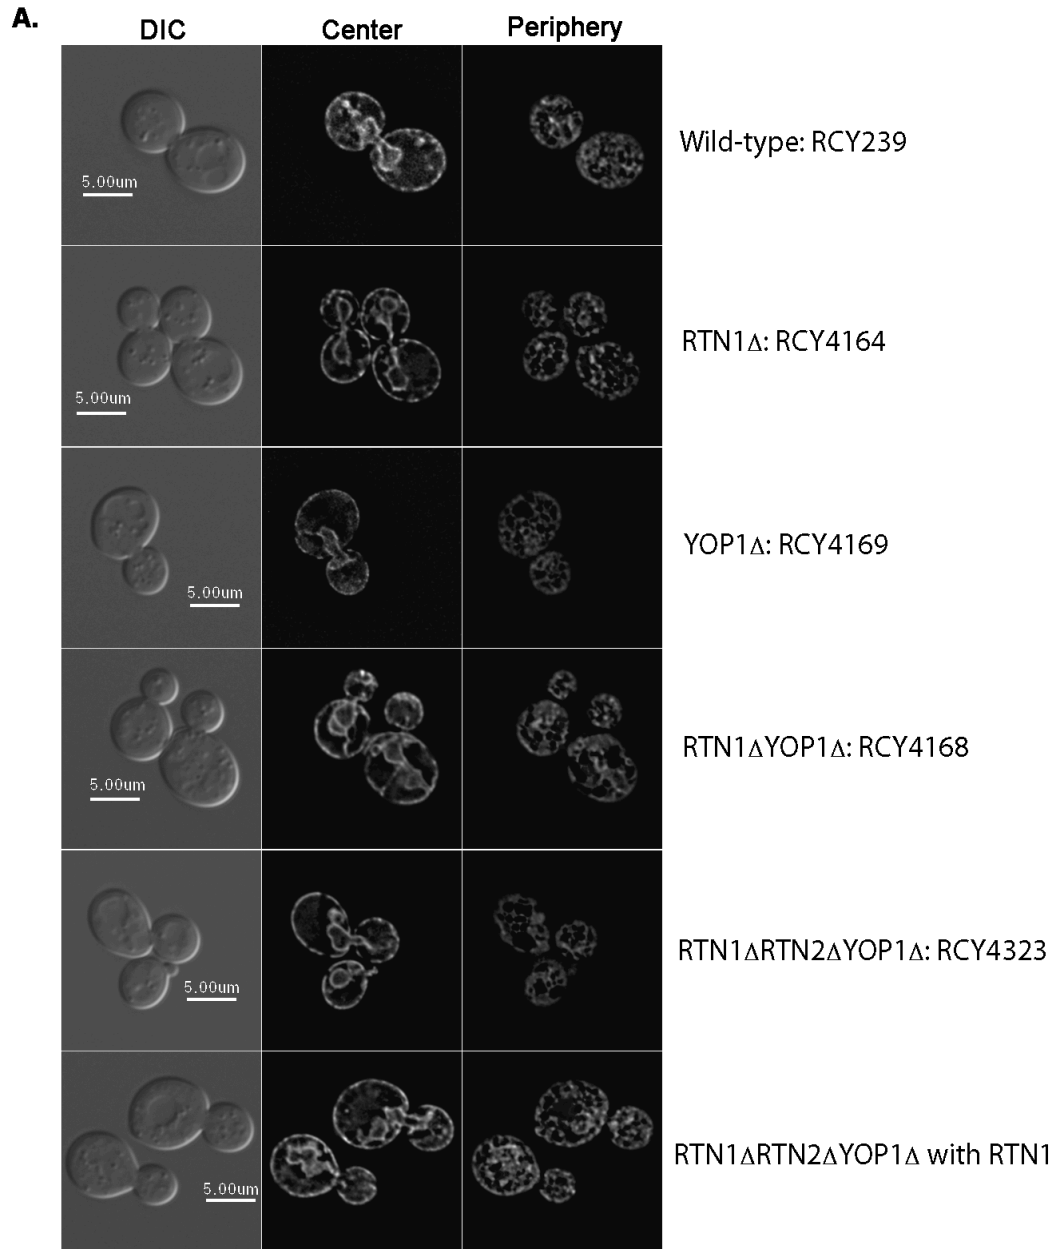 A.
DIC Center Periphery
5.00um
Wild-type: RCY239
5.00um
RTN1Δ: RCY4164
5.00um
YOP1Δ: RCY4169
5.00um
RTN1ΔYOP1Δ: RCY4168
5.00um
RTN1ΔRTN2ΔYOP1Δ: RCY4323
5.00um
RTN1ΔRTN2ΔYOP1Δ with RTN1